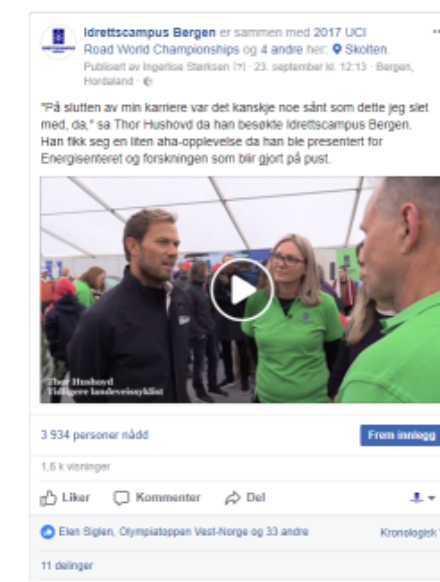 Idrettscampus Bergen er sammen med 2017 UCI
Road World Championships og 4 andre her: Skolten.
Publisert av Ingerlise Størksen [?] · 23. september kl. 12:13 · Bergen,
Hordaland ·
"På slutten av min karriere var det kanskje noe sånt som dette jeg slet
med, da," sa Thor Hushovd da han besøkte Idrettscampus Bergen.
Han fikk seg en liten aha-opplevelse da han ble presentert for
Energisenteret og forskningen som blir gjort på pust.
Thor Hushovd
Tidligere landeveissyklist
3 934 personer nådd
Frem innlegg
1,6 k visninger
Liker Kommenter Del
Elen Siglen, Olympiatoppen Vest-Norge og 33 andre
Kronologisk
11 delinger